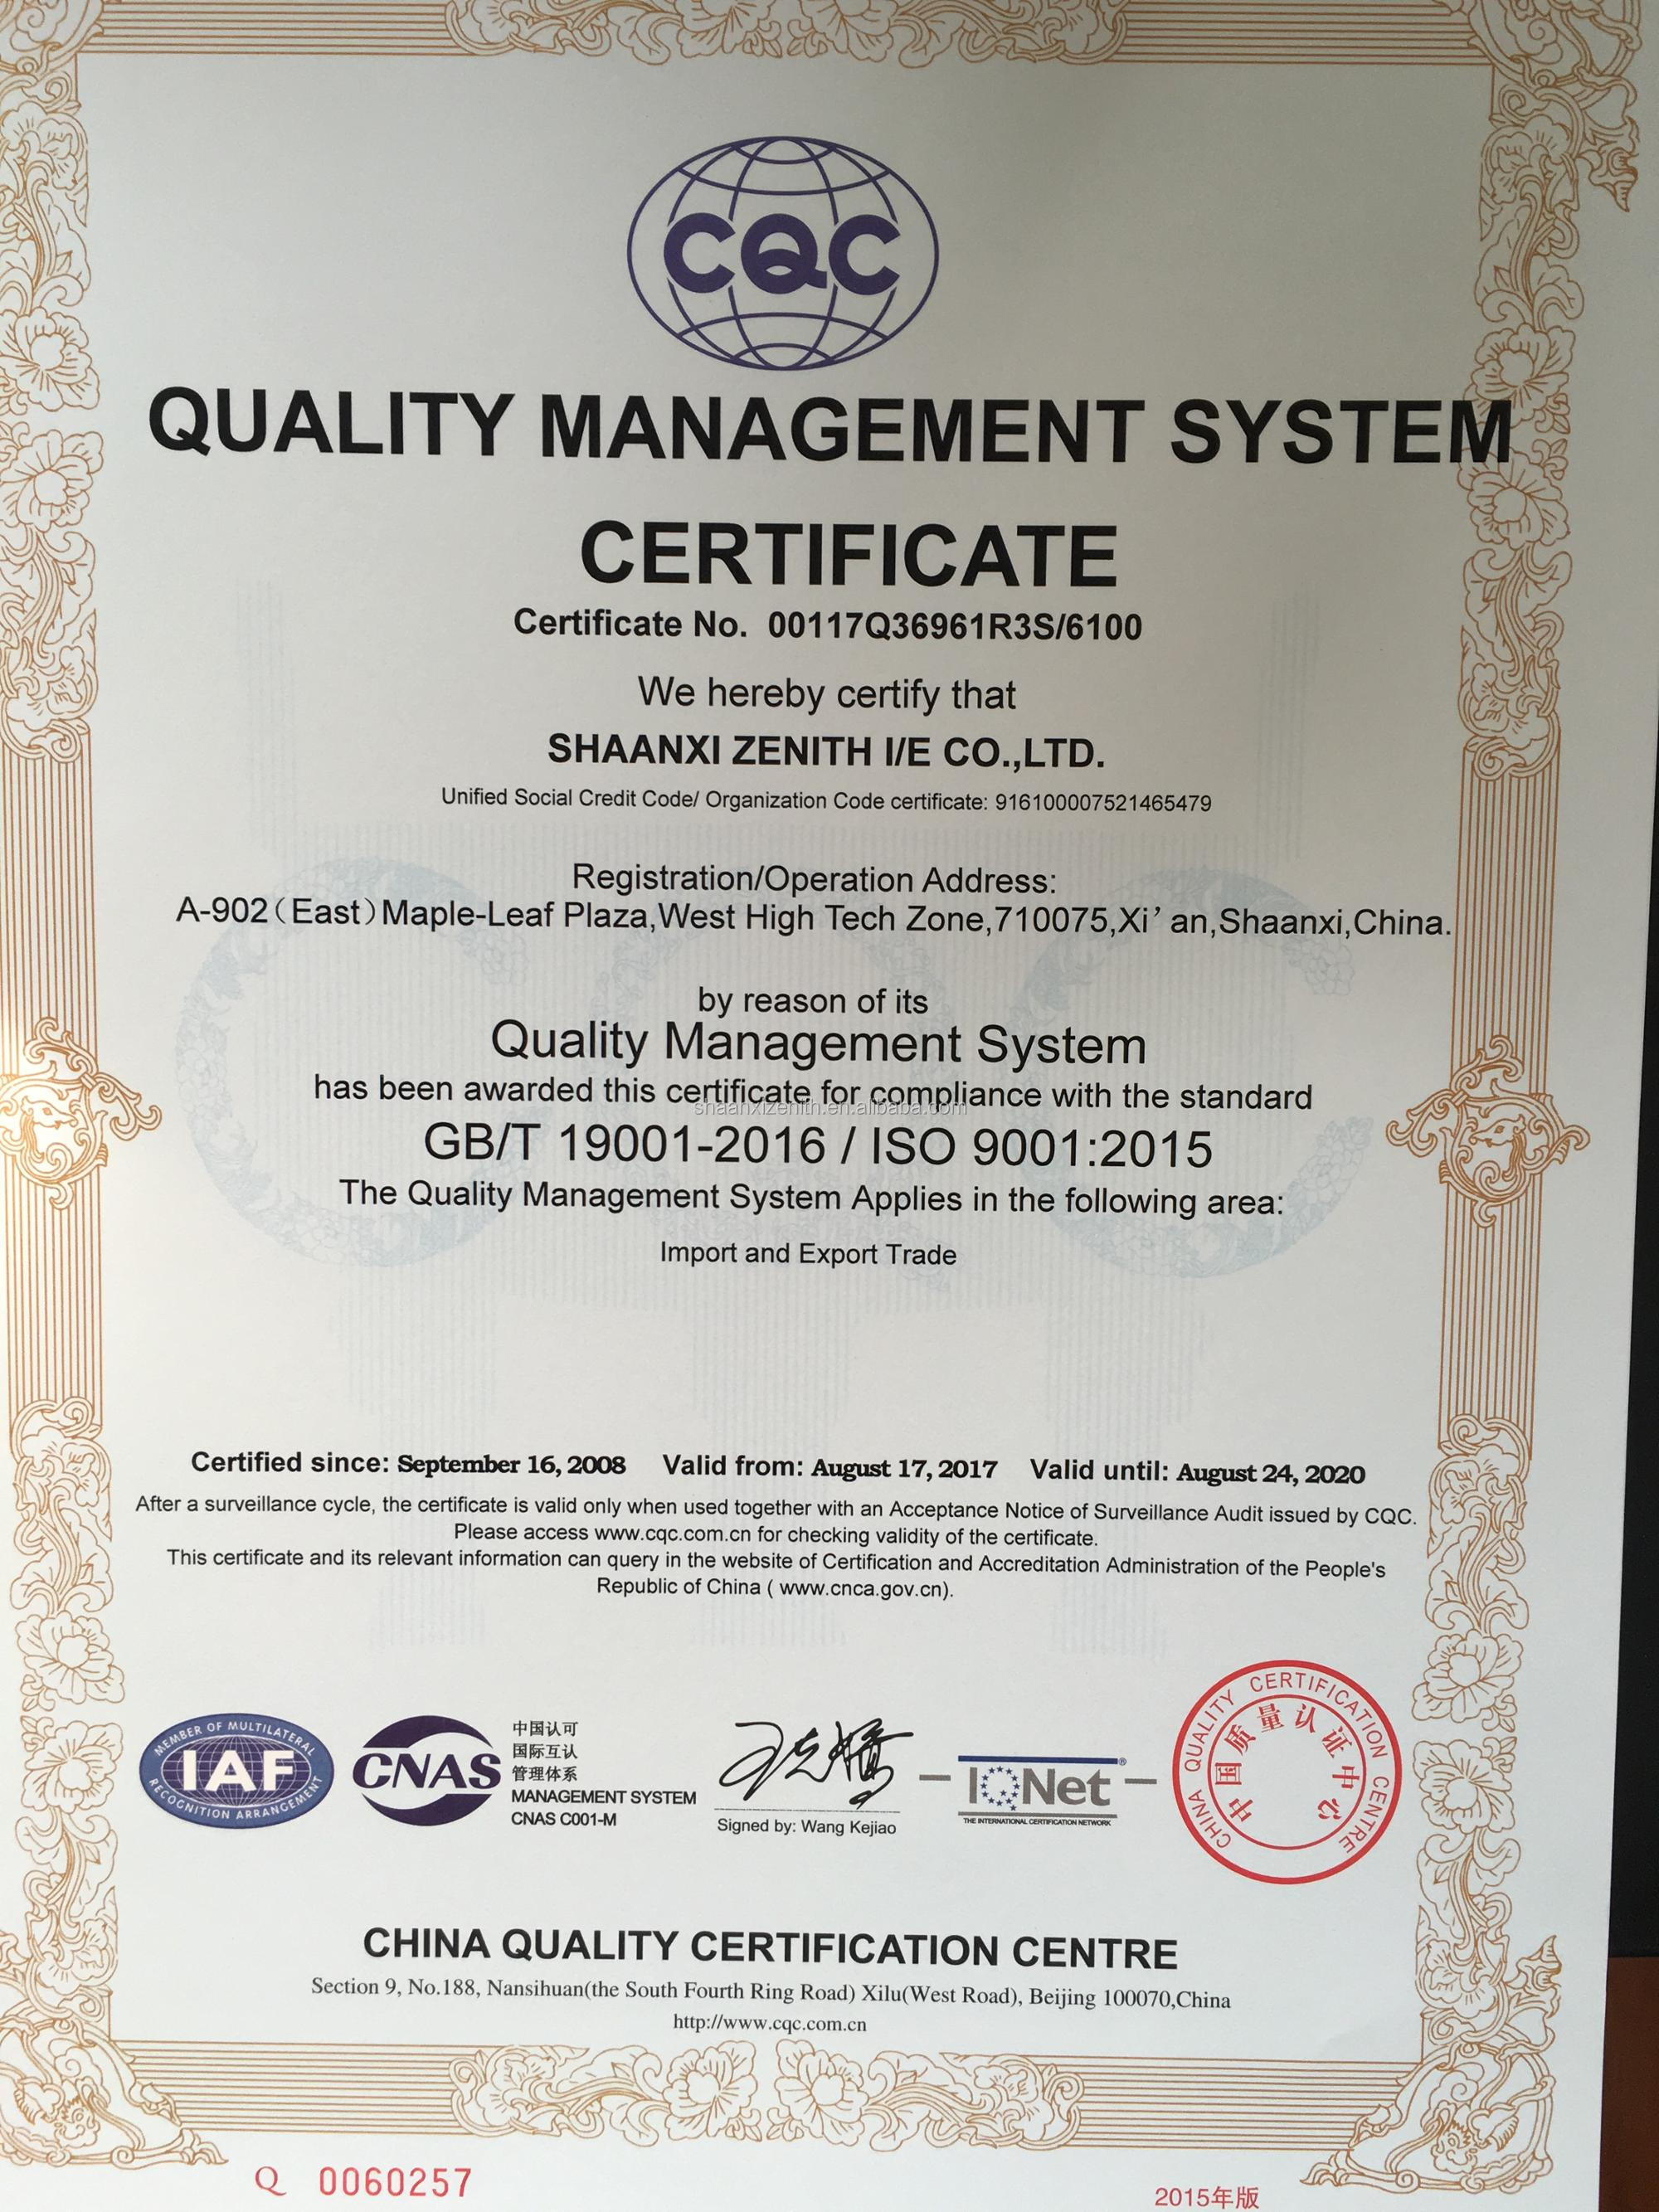 CQC
QUALITY MANAGEMENT SYSTEM
CERTIFICATE
Certificate No. 00117Q36961R3S/6100
We hereby certify that
SHAANXI ZENITH I/E CO.,LTD.
Unified Social Credit Code/ Organization Code certificate: 916100007521465479
Registration/Operation Address:
A-902（East）Maple-Leaf Plaza,West High Tech Zone,710075,Xi’ an,Shaanxi,China.
by reason of its
Quality Management System
has been awarded this certificate for compliance with the standard
shaanxizenith.en.alibaba.com
GB/T 19001-2016 / ISO 9001:2015
The Quality Management System Applies in the following area:
Import and Export Trade
Certified since: September 16, 2008 Valid from: August 17, 2017 Valid until: August 24, 2020
After a surveillance cycle, the certificate is valid only when used together with an Acceptance Notice of Surveillance Audit issued by CQC.
Please access www.cqc.com.cn for checking validity of the certificate.
This certificate and its relevant information can query in the website of Certification and Accreditation Administration of the People's
Republic of China ( www.cnca.gov.cn).
MEMBER OF MULTILATERAL
IAF
RECOGNITION ARRANGEMENT
CNAS
中国认可
国际互认
管理体系
MANAGEMENT SYSTEM
CNAS C001-M
王克娇
Signed by: Wang Kejiao
IQNet ®
THE INTERNATIONAL CERTIFICATION NETWORK
CHINA QUALITY CERTIFICATION CENTRE
中国质量认证中心
CHINA QUALITY CERTIFICATION CENTRE
Section 9, No.188, Nansihuan(the South Fourth Ring Road) Xilu(West Road), Beijing 100070,China
http://www.cqc.com.cn
Q 0060257
2015年版